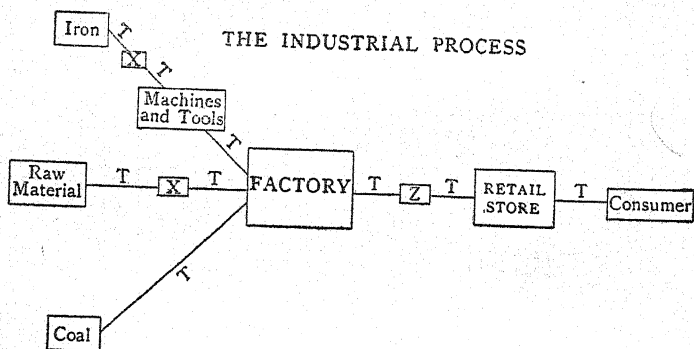 THE INDUSTRIAL PROCESS
Iron
T
X
T
Machines
and Tools
T
Raw
Material
T
X
T
FACTORY
T
Z
T
RETAIL
STORE
T
Consumer
T
Coal